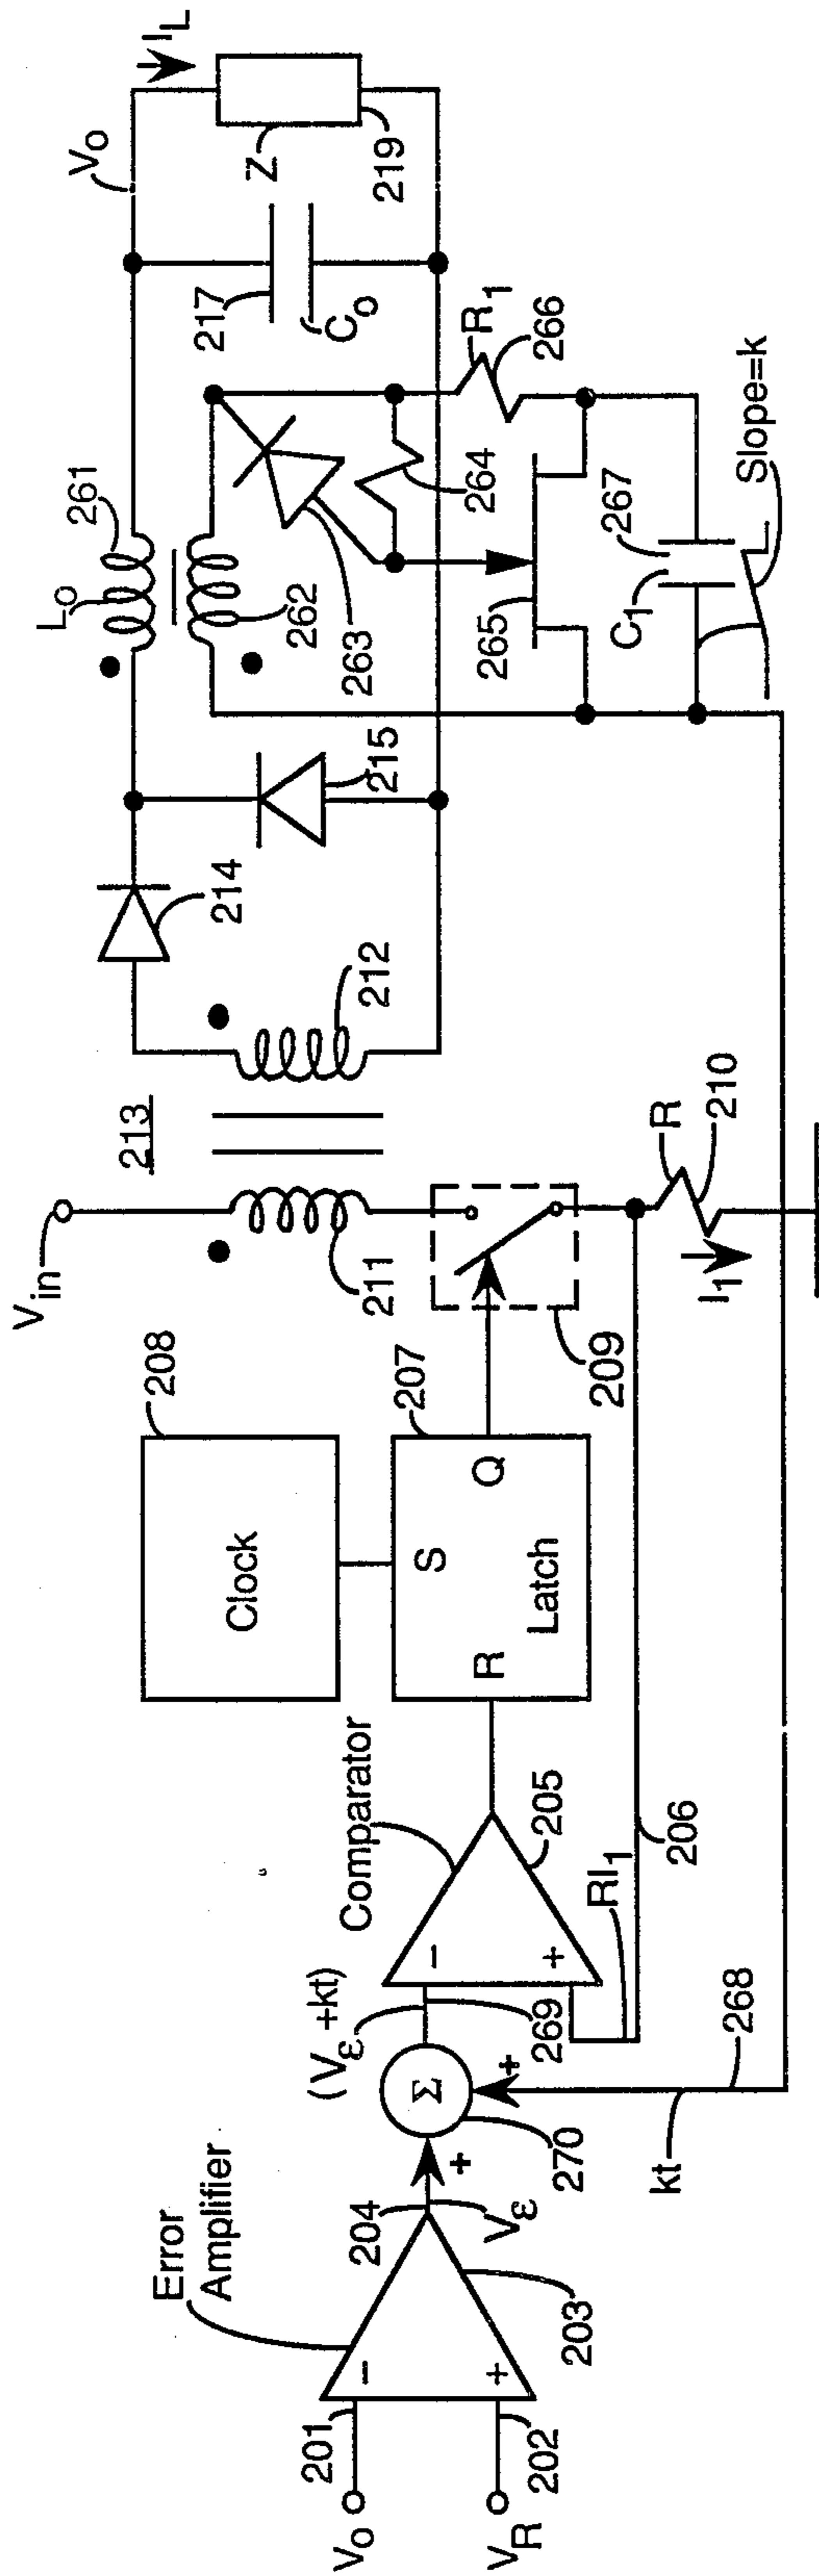 V_o
201
V_R
202
Error
Amplifier
−
+
203
204
V_ε
+
Σ
270
+
(V_ε +kt)
269
kt
268
Comparator
−
+
205
RI_1
206
Clock
208
R
S
Q
Latch
207
209
V_in
211
213
212
R
210
I_1
214
215
L_o
261
262
263
264
265
R_1
266
C_1
267
Slope=k
217
C_o
V_o
Z
219
I_L